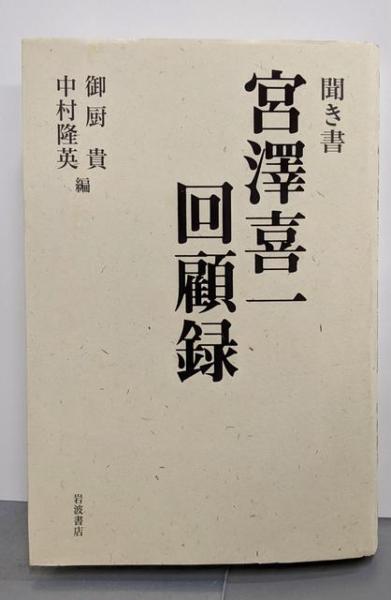 聞き書
宮澤喜一
回顧録
御厨貴
中村隆英編
岩波書店